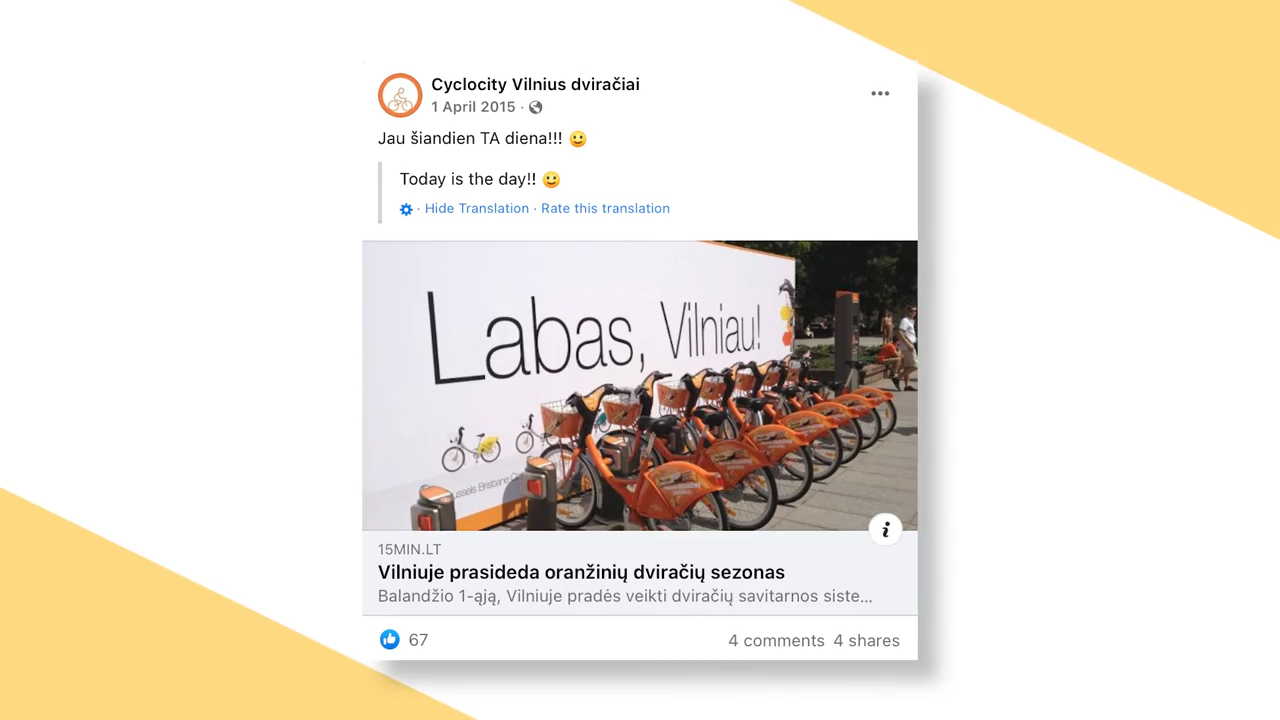 Cyclocity Vilnius dviračiai
1 April 2015 ·
Jau šiandien TA diena!!! 🙂
Today is the day!! 🙂
· Hide Translation · Rate this translation
Labas, Vilniau!
Brisbane
15MIN.LT
Vilniuje prasideda oranžinių dviračių sezonas
Balandžio 1-ąją, Vilniuje pradės veikti dviračių savitarnos siste...
67
4 comments 4 shares